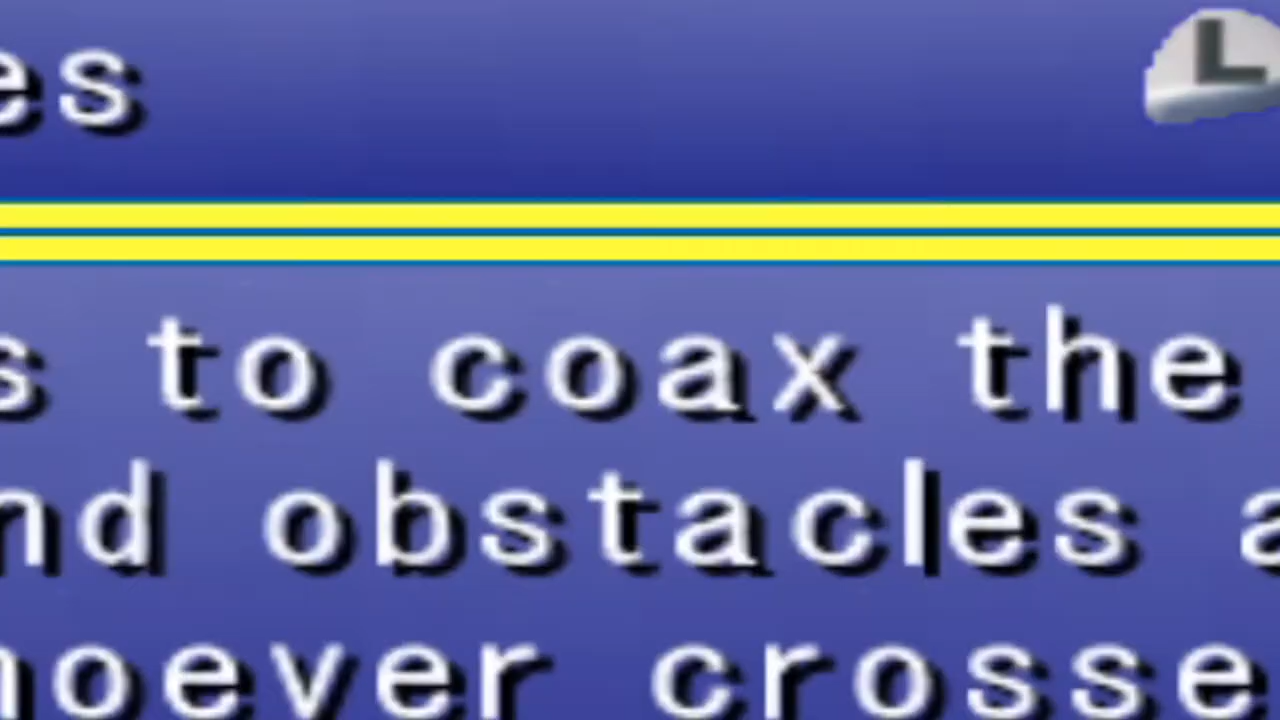 es L
s to coax the
nd obstacles a
hoever crosse